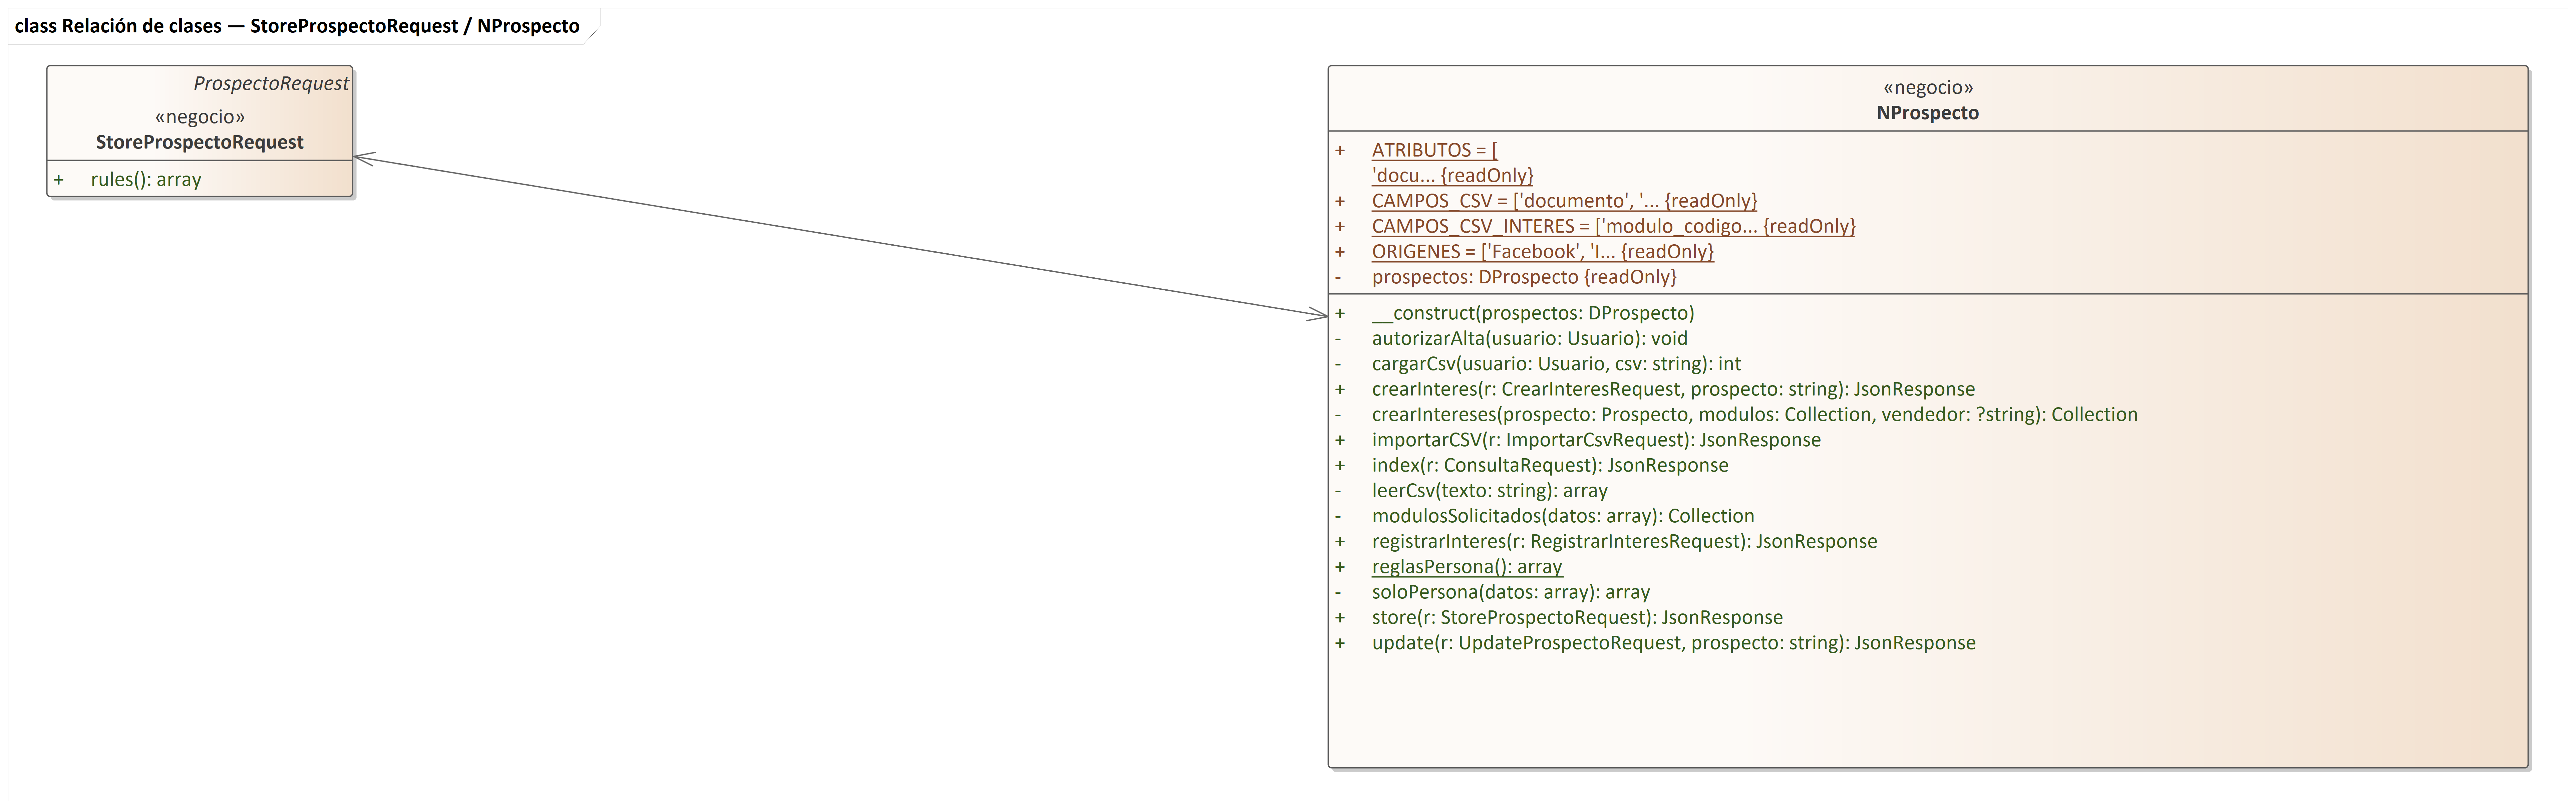 class Relación de clases — StoreProspectoRequest / NProspecto
ProspectoRequest
«negocio»
StoreProspectoRequest
+ rules(): array
«negocio»
NProspecto
+ ATRIBUTOS = [
'docu... {readOnly}
+ CAMPOS_CSV = ['documento', '... {readOnly}
+ CAMPOS_CSV_INTERES = ['modulo_codigo... {readOnly}
+ ORIGENES = ['Facebook', 'I... {readOnly}
- prospectos: DProspecto {readOnly}
+ __construct(prospectos: DProspecto)
- autorizarAlta(usuario: Usuario): void
- cargarCsv(usuario: Usuario, csv: string): int
+ crearInteres(r: CrearInteresRequest, prospecto: string): JsonResponse
- crearIntereses(prospecto: Prospecto, modulos: Collection, vendedor: ?string): Collection
+ importarCSV(r: ImportarCsvRequest): JsonResponse
+ index(r: ConsultaRequest): JsonResponse
- leerCsv(texto: string): array
- modulosSolicitados(datos: array): Collection
+ registrarInteres(r: RegistrarInteresRequest): JsonResponse
+ reglasPersona(): array
- soloPersona(datos: array): array
+ store(r: StoreProspectoRequest): JsonResponse
+ update(r: UpdateProspectoRequest, prospecto: string): JsonResponse